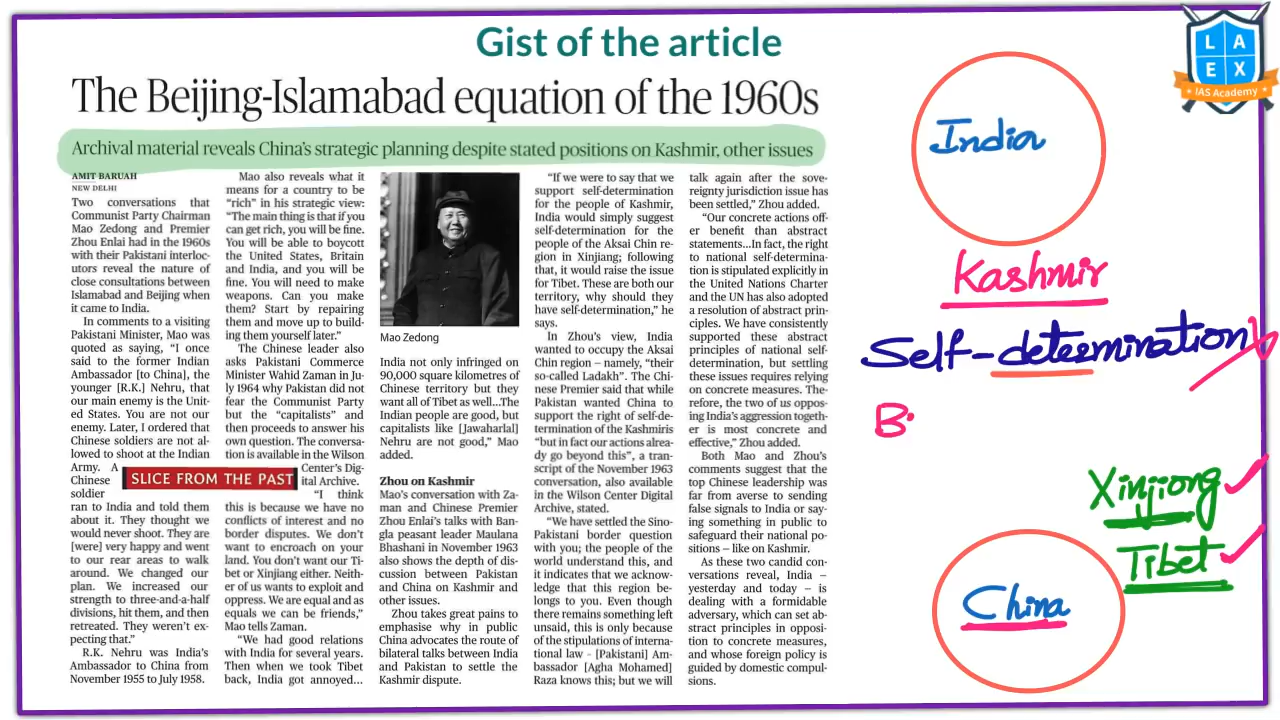 Gist of the article
The Beijing-Islamabad equation of the 1960s
Archival material reveals China's strategic planning despite stated positions on Kashmir, other issues
AMIT BARUAH
NEW DELHI
Two conversations that
Communist Party Chairman
Mao Zedong and Premier
Zhou Enlai had in the 1960s
with their Pakistani interloc-
utors reveal the nature of
close consultations between
Islamabad and Beijing when
it came to India.
In comments to a visiting
Pakistani Minister, Mao was
quoted as saying, "I once
said to the former Indian
Ambassador [to China], the
younger [R.K.] Nehru, that
our main enemy is the Unit-
ed States. You are not our
enemy. Later, I ordered that
Chinese soldiers are not al-
lowed to shoot at the Indian
Army. A
Chinese
soldier
ran to India and told them
about it. They thought we
would never shoot. They are
[were] very happy and went
to our rear areas to walk
around. We changed our
plan. We increased our
strength to three-and-a-half
divisions, hit them, and then
retreated. They weren't ex-
pecting that."
R.K. Nehru was India's
Ambassador to China from
November 1955 to July 1958.
Mao also reveals what it
means for a country to be
"rich" in his strategic view:
"The main thing is that if you
can get rich, you will be fine.
You will be able to boycott
the United States, Britain
and India, and you will be
fine. You will need to make
weapons. Can you make
them? Start by repairing
them and move up to build-
ing them yourself later."
The Chinese leader also
asks Pakistani Commerce
Minister Wahid Zaman in Ju-
ly 1964 why Pakistan did not
fear the Communist Party
but the "capitalists" and
then proceeds to answer his
own question. The conversa-
tion is available in the Wilson
Center's Dig-
ital Archive.
"I think
this is because we have no
conflicts of interest and no
border disputes. We don't
want to encroach on your
land. You don't want our Ti-
bet or Xinjiang either. Neith-
er of us wants to exploit and
oppress. We are equal and as
equals we can be friends,"
Mao tells Zaman.
"We had good relations
with India for several years.
Then when we took Tibet
back, India got annoyed...
SLICE FROM THE PAST
Mao Zedong
India not only infringed on
90,000 square kilometres of
Chinese territory but they
want all of Tibet as well...The
Indian people are good, but
capitalists like [Jawaharlal]
Nehru are not good," Mao
added.
Zhou on Kashmir
Mao's conversation with Za-
man and Chinese Premier
Zhou Enlai's talks with Ban-
gla peasant leader Maulana
Bhashani in November 1963
also shows the depth of dis-
cussion between Pakistan
and China on Kashmir and
other issues.
Zhou takes great pains to
emphasise why in public
China advocates the route of
bilateral talks between India
and Pakistan to settle the
Kashmir dispute.
"If we were to say that we
support self-determination
for the people of Kashmir,
India would simply suggest
self-determination for the
people of the Aksai Chin re-
gion in Xinjiang; following
that, it would raise the issue
for Tibet. These are both our
territory, why should they
have self-determination," he
says.
In Zhou's view, India
wanted to occupy the Aksai
Chin region – namely, "their
so-called Ladakh". The Chi-
nese Premier said that while
Pakistan wanted China to
support the right of self-de-
termination of the Kashmiris
"but in fact our actions alrea-
dy go beyond this", a tran-
script of the November 1963
conversation, also available
in the Wilson Center Digital
Archive, stated.
"We have settled the Sino-
Pakistani border question
with you; the people of the
world understand this, and
it indicates that we acknow-
ledge that this region be-
longs to you. Even though
there remains something left
unsaid, this is only because
of the stipulations of interna-
tional law - [Pakistani] Am-
bassador [Agha Mohamed]
Raza knows this; but we will
talk again after the sove-
reignty jurisdiction issue has
been settled," Zhou added.
"Our concrete actions off-
er benefit than abstract
statements...In fact, the right
to national self-determina-
tion is stipulated explicitly in
the United Nations Charter
and the UN has also adopted
a resolution of abstract prin-
ciples. We have consistently
supported these abstract
principles of national self-
determination, but settling
these issues requires relying
on concrete measures. The-
refore, the two of us oppos-
ing India's aggression togeth-
er is most concrete and
effective," Zhou added.
Both Mao and Zhou's
comments suggest that the
top Chinese leadership was
far from averse to sending
false signals to India or say-
ing something in public to
safeguard their national po-
sitions – like on Kashmir.
As these two candid con-
versations reveal, India –
yesterday and today – is
dealing with a formidable
adversary, which can set ab-
stract principles in opposi-
tion to concrete measures,
and whose foreign policy is
guided by domestic compul-
sions.
India
Kashmir
Self-determination
B
Xinjiong
Tibet
China
L A
E X
IAS Academy